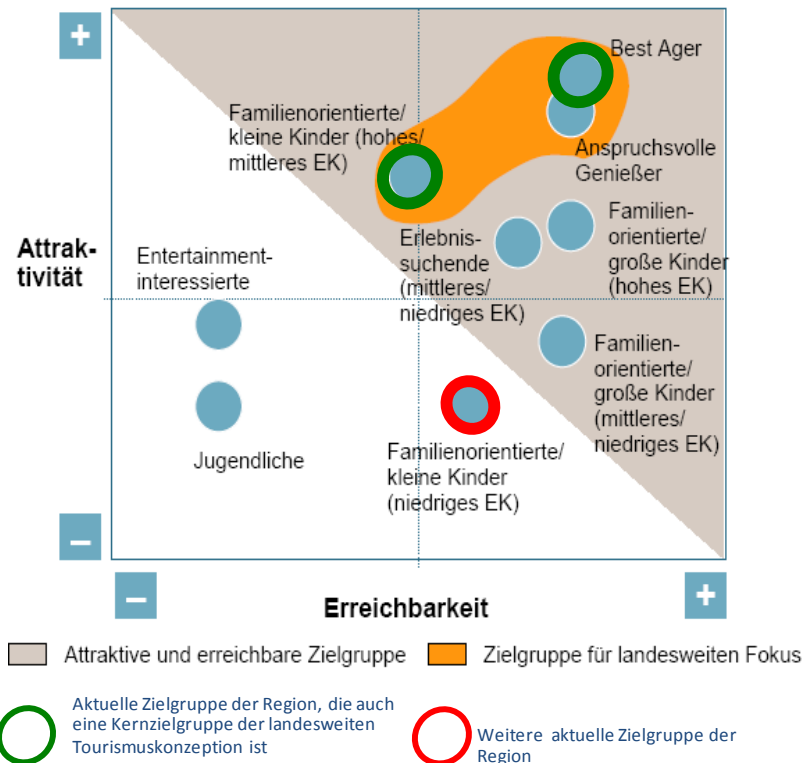 +
Best Ager
Familienorientierte/
kleine Kinder (hohes/
mittleres EK)
Anspruchsvolle
Genießer
Attrak-
tivität
Entertainment-
interessierte
Erlebnis-
suchende
(mittleres/
niedriges EK)
Familien-
orientierte/
große Kinder
(hohes EK)
Familien-
orientierte/
große Kinder
(mittleres/
niedriges EK)
Jugendliche
Familienorientierte/
kleine Kinder
(niedriges EK)
–
–
Erreichbarkeit
+
Attraktive und erreichbare Zielgruppe
Zielgruppe für landesweiten Fokus
Aktuelle Zielgruppe der Region, die auch
eine Kernzielgruppe der landesweiten
Tourismuskonzeption ist
Weitere aktuelle Zielgruppe der
Region